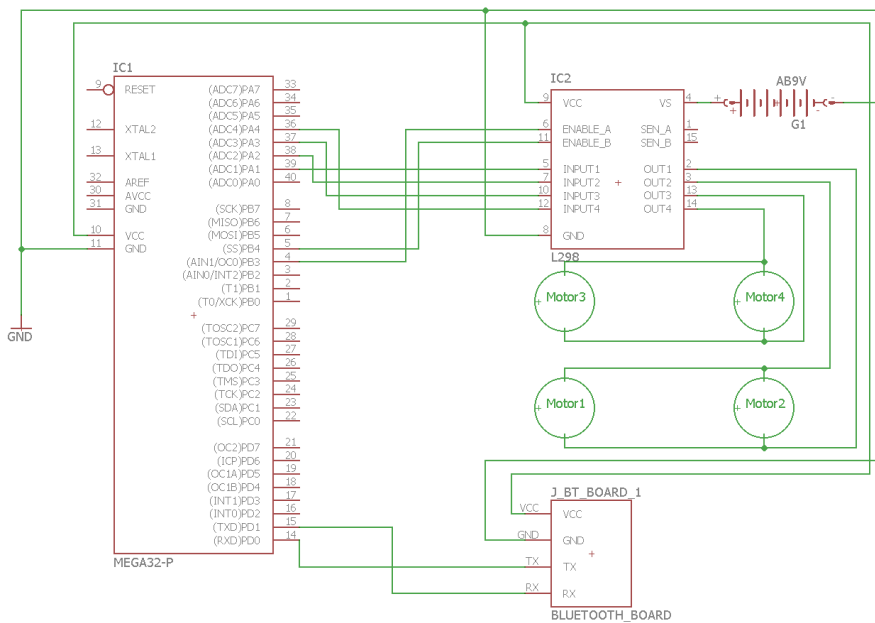 IC1
9 RESET
12 XTAL2
13 XTAL1
32 AREF
30 AVCC
31 GND
10 VCC
11 GND
(ADC7)PA7 33
(ADC6)PA6 34
(ADC5)PA5 35
(ADC4)PA4 36
(ADC3)PA3 37
(ADC2)PA2 38
(ADC1)PA1 39
(ADC0)PA0 40
(SCK)PB7 8
(MISO)PB6 7
(MOSI)PB5 6
(SS)PB4 5
(AIN1/OC0)PB3 4
(AIN0/INT2)PB2 3
(T1)PB1 2
(T0/XCK)PB0 1
(TOSC2)PC7 29
(TOSC1)PC6 28
(TDI)PC5 27
(TDO)PC4 26
(TMS)PC3 25
(TCK)PC2 24
(SDA)PC1 23
(SCL)PC0 22
(OC2)PD7 21
(ICP)PD6 20
(OC1A)PD5 19
(OC1B)PD4 18
(INT1)PD3 17
(INT0)PD2 16
(TXD)PD1 15
(RXD)PD0 14
MEGA32-P
GND
IC2
9 VCC
6 ENABLE_A
11 ENABLE_B
5 INPUT1
7 INPUT2
10 INPUT3
12 INPUT4
8 GND
VS 4
SEN_A 1
SEN_B 15
OUT1 2
OUT2 3
OUT3 13
OUT4 14
L298
AB9V
+ -
+ -
G1
Motor3
Motor4
Motor1
Motor2
J_BT_BOARD_1
VCC VCC
GND GND
TX TX
RX RX
BLUETOOTH_BOARD